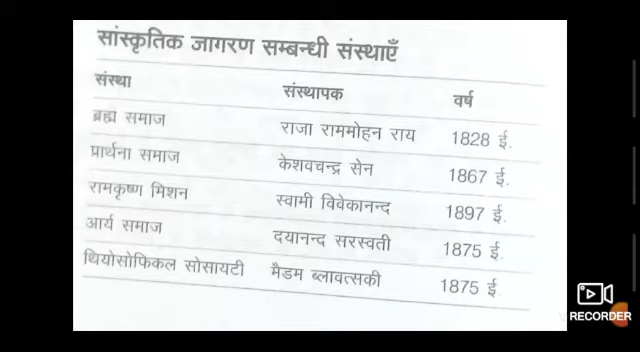 सांस्कृतिक जागरण सम्बन्धी संस्थाएँ
संस्था संस्थापक वर्ष
ब्रह्म समाज राजा राममोहन राय 1828 ई.
प्रार्थना समाज केशवचन्द्र सेन 1867 ई.
रामकृष्ण मिशन स्वामी विवेकानन्द 1897 ई.
आर्य समाज दयानन्द सरस्वती 1875 ई.
थियोसोफिकल सोसायटी मैडम ब्लावत्सकी 1875 ई.
RECORDER